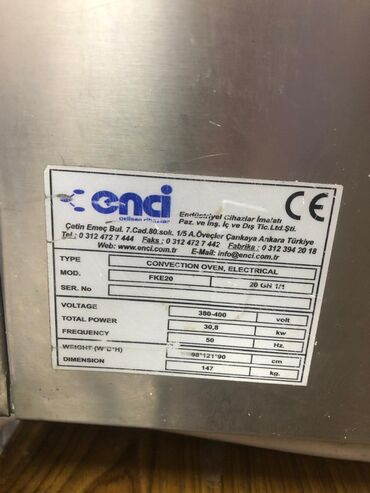 enci
Endüstriyel Cihazlar İmalatı
Paz. ve İnş. İç ve Dış Tic.Ltd.Şti.
CE
Çetin Emeç Bul. 7.Cad.80.sok. 1/5 A.Öveçler Çankaya Ankara Türkiye
Tel : 0 312 472 7 444 Faks : 0 312 472 7 442 Fabrika : 0 312 394 20 18
Web: www.enci.com.tr E-Mail: info@enci.com.tr
TYPE CONVECTION OVEN, ELECTRICAL
MOD. FKE20 20 GN 1/1
SER. No
VOLTAGE 380-400 volt
TOTAL POWER 30,8 kw
FREQUENCY 50 Hz.
WEIGHT (W*D*H) 98*121*90 cm
DIMENSION 147 kg.